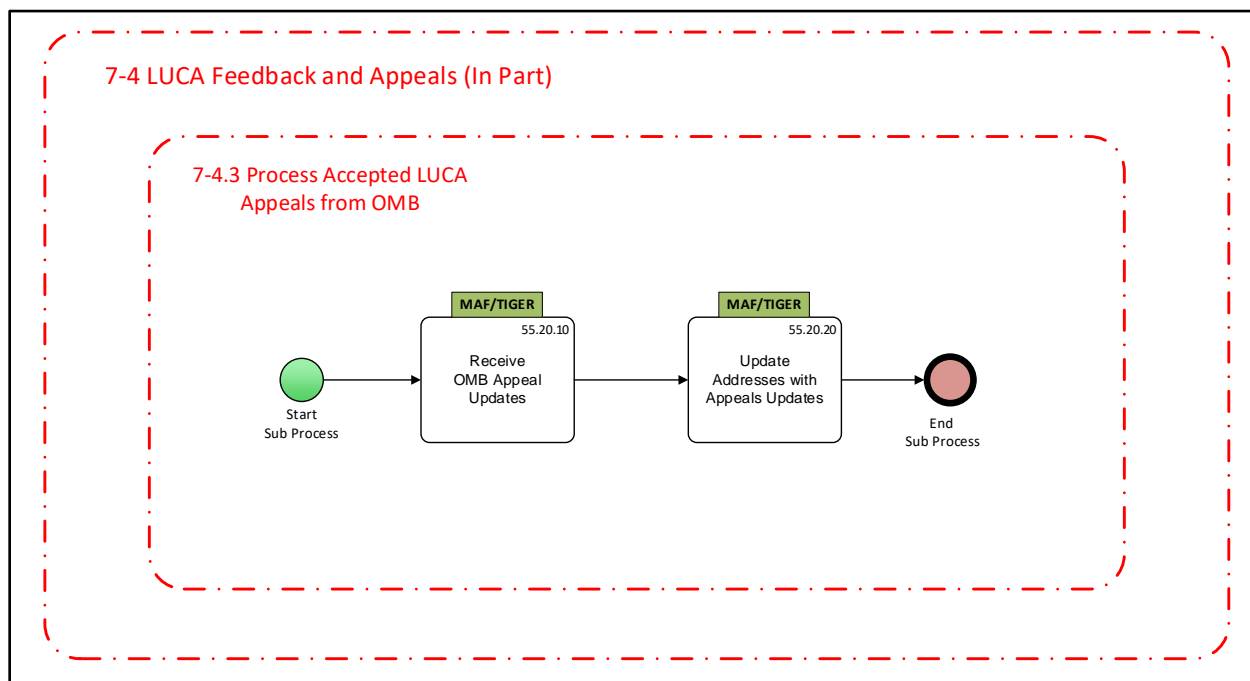 7-4 LUCA Feedback and Appeals (In Part)
7-4.3 Process Accepted LUCA
Appeals from OMB
MAF/TIGER
55.20.10
Receive
OMB Appeal
Updates
MAF/TIGER
55.20.20
Update
Addresses with
Appeals Updates
Start
Sub Process
End
Sub Process